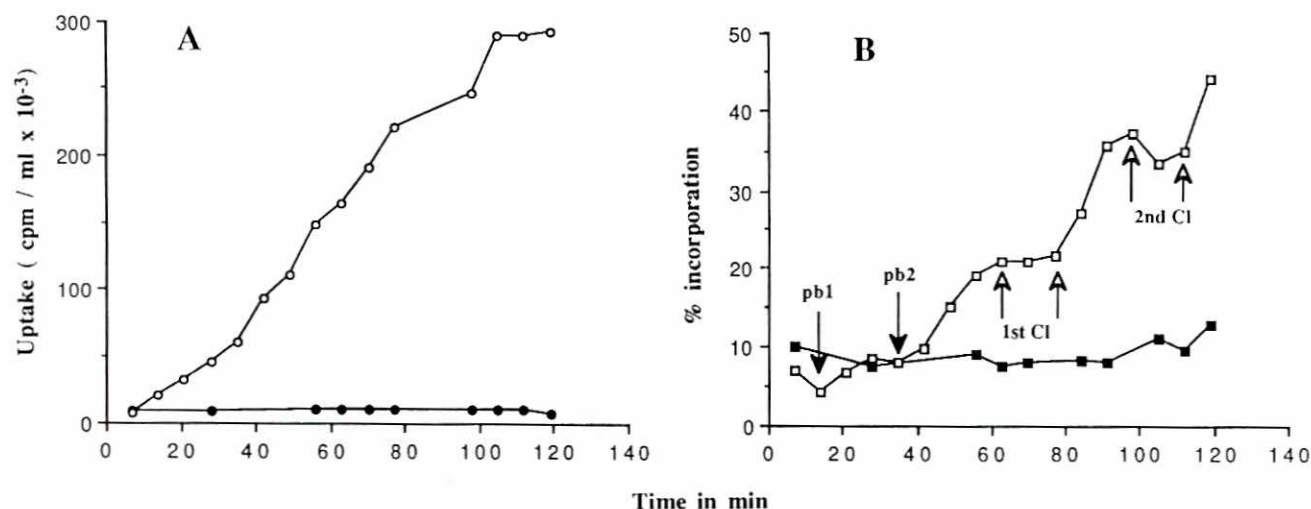 A
Uptake ( cpm / ml x 10-3)
300
200
100
0
0 20 40 60 80 100 120 140
B
% incorporation
50
40
30
20
10
0
pb1
pb2
1st Cl
2nd Cl
0 20 40 60 80 100 120 140
Time in min